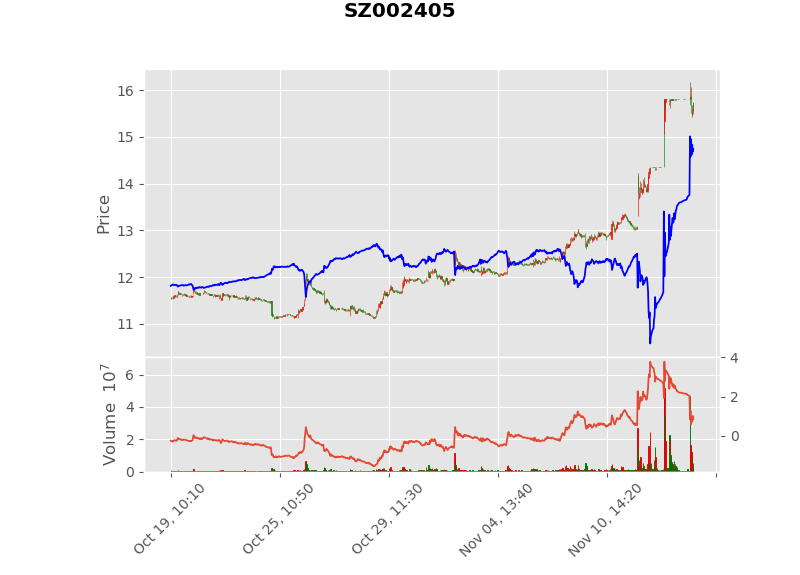 SZ002405
16
15
14
13
12
11
Price
6
4
2
0
Volume 10^7
4
2
0
Oct 19, 10:10
Oct 25, 10:50
Oct 29, 11:30
Nov 04, 13:40
Nov 10, 14:20